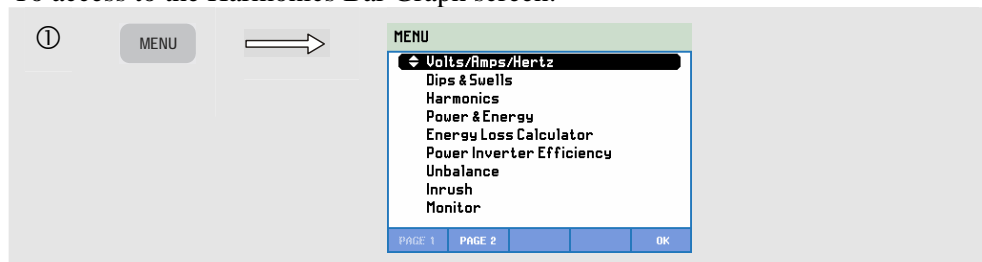 To access to the Harmonics Bar Graph screen:
① MENU
MENU
Volts/Amps/Hertz
Dips & Swells
Harmonics
Power & Energy
Energy Loss Calculator
Power Inverter Efficiency
Unbalance
Inrush
Monitor
PAGE 1 PAGE 2 OK